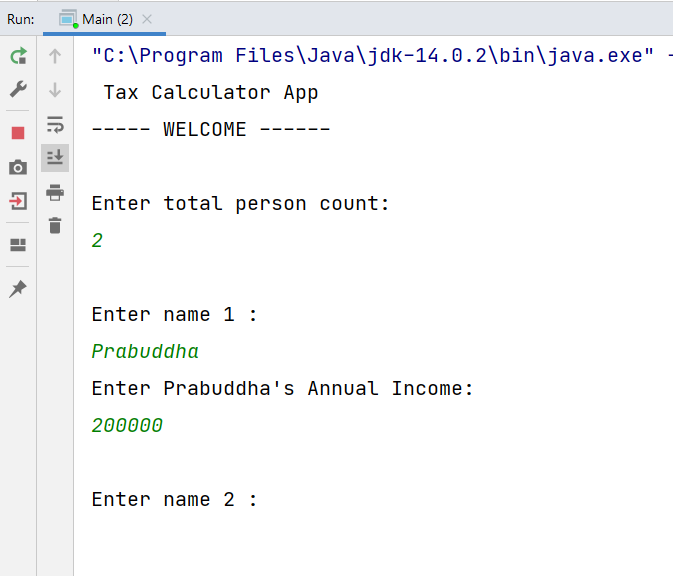 Run: Main (2)
"C:\Program Files\Java\jdk-14.0.2\bin\java.exe" -
Tax Calculator App
----- WELCOME ------
Enter total person count:
2
Enter name 1 :
Prabuddha
Enter Prabuddha's Annual Income:
200000
Enter name 2 :